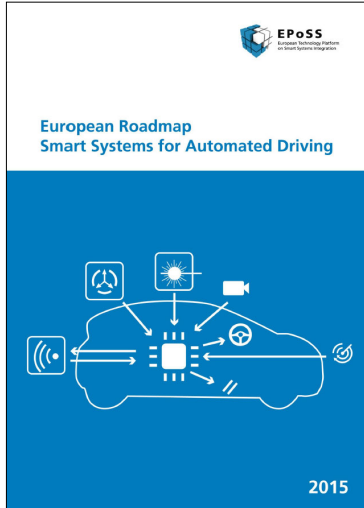 EPoSS
European Technology Platform
on Smart Systems Integration
European Roadmap
Smart Systems for Automated Driving
2015